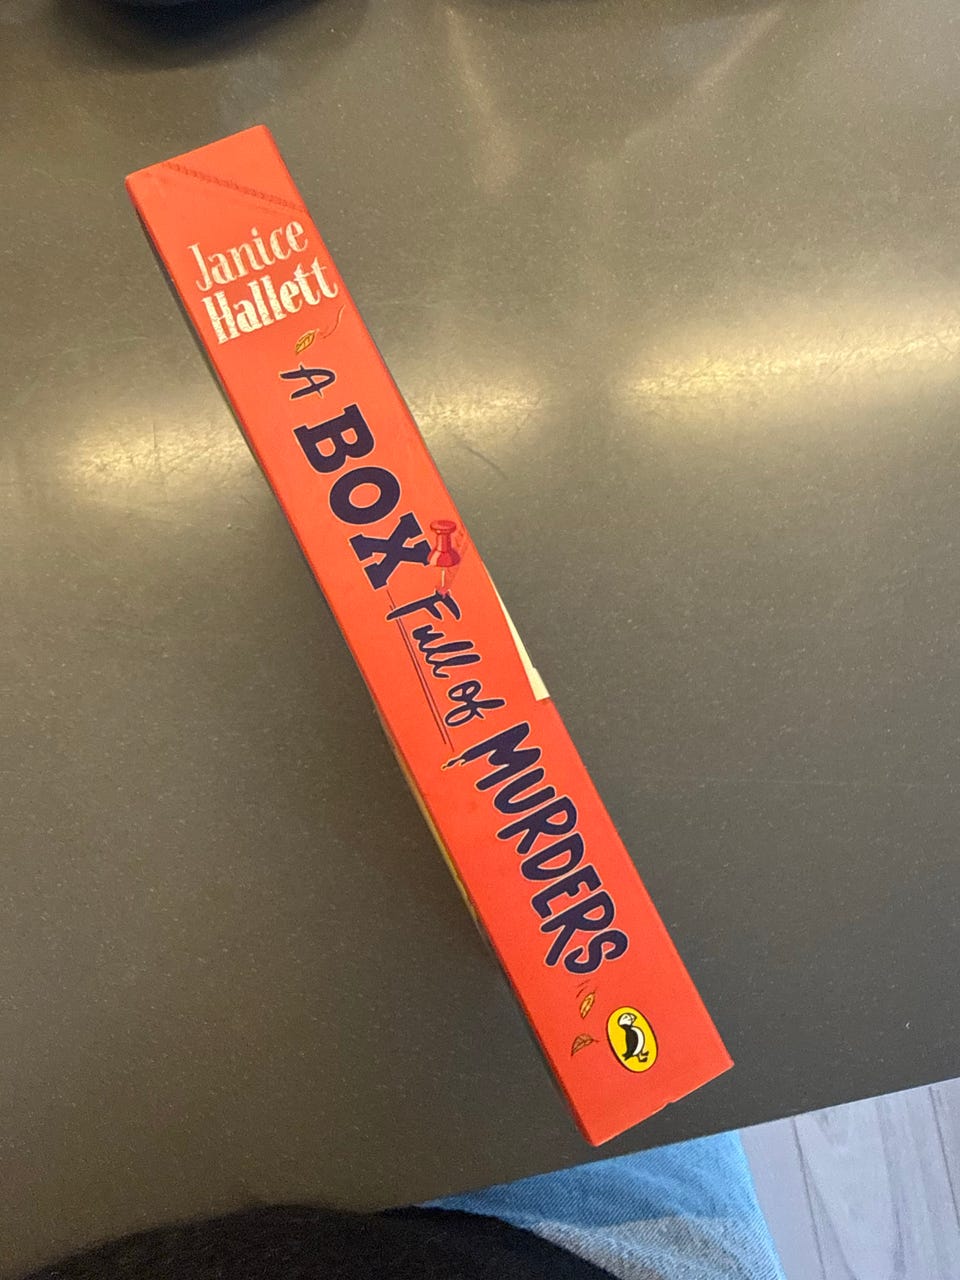 Janice
Hallett
A BOX Full of MURDERS